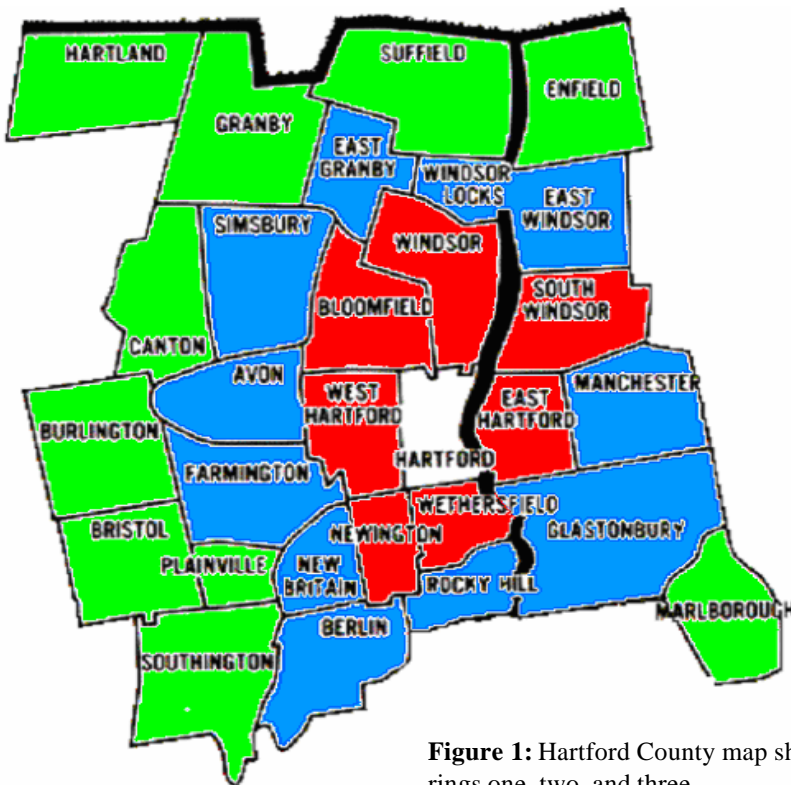 HARTLAND
SUFFIELD
ENFIELD
GRANBY
EAST
GRANBY
WINDSOR
LOCKS
EAST
WINDSOR
SIMSBURY
WINDSOR
SOUTH
WINDSOR
BLOOMFIELD
CANTON
AVON
WEST
HARTFORD
EAST
HARTFORD
MANCHESTER
BURLINGTON
HARTFORD
FARMINGTON
WETHERSFIELD
BRISTOL
NEWINGTON
GLASTONBURY
PLAINVILLE
NEW
BRITAIN
ROCKY HILL
MARLBOROUGH
BERLIN
SOUTHINGTON
Figure 1: Hartford County map sh
rings one, two, and three